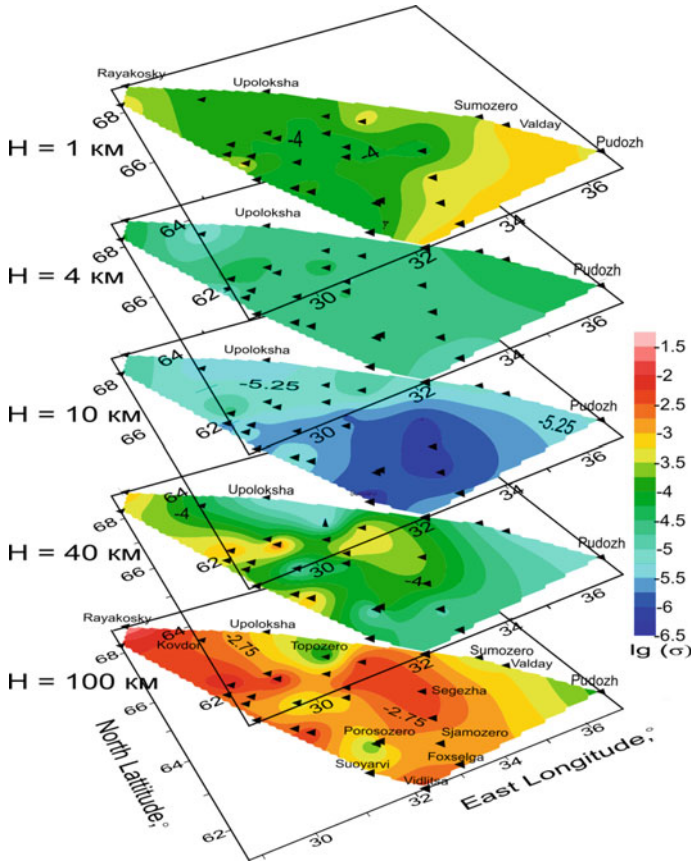 Rayakosky Upoloksha
68 Sumozero
Valday
H = 1 км -4 -4 Pudozh
66 36
64 Upoloksha 34
68
H = 4 км 32 Pudozh
66 62 30 36
64 Upoloksha 34
68 -5.25
H = 10 км 32 -5.25 Pudozh
66 62 30 36
64 Upoloksha 34
68 -4
H = 40 км 32 Pudozh
66 62 30 -4 36
Rayakosky 64 Upoloksha 34
68 Kovdor -2.75 Topozero 32 Sumozero
Valday
H = 100 км Pudozh
66 62 30 Segezha 36
-2.75
Porosozero Sjamozero 34
64 Suoyarvi Foxselga
Vidlitsa
32
62 30
North Lattitude,°
East Longitude,°
-1.5
-2
-2.5
-3
-3.5
-4
-4.5
-5
-5.5
-6
-6.5
lg (σ)